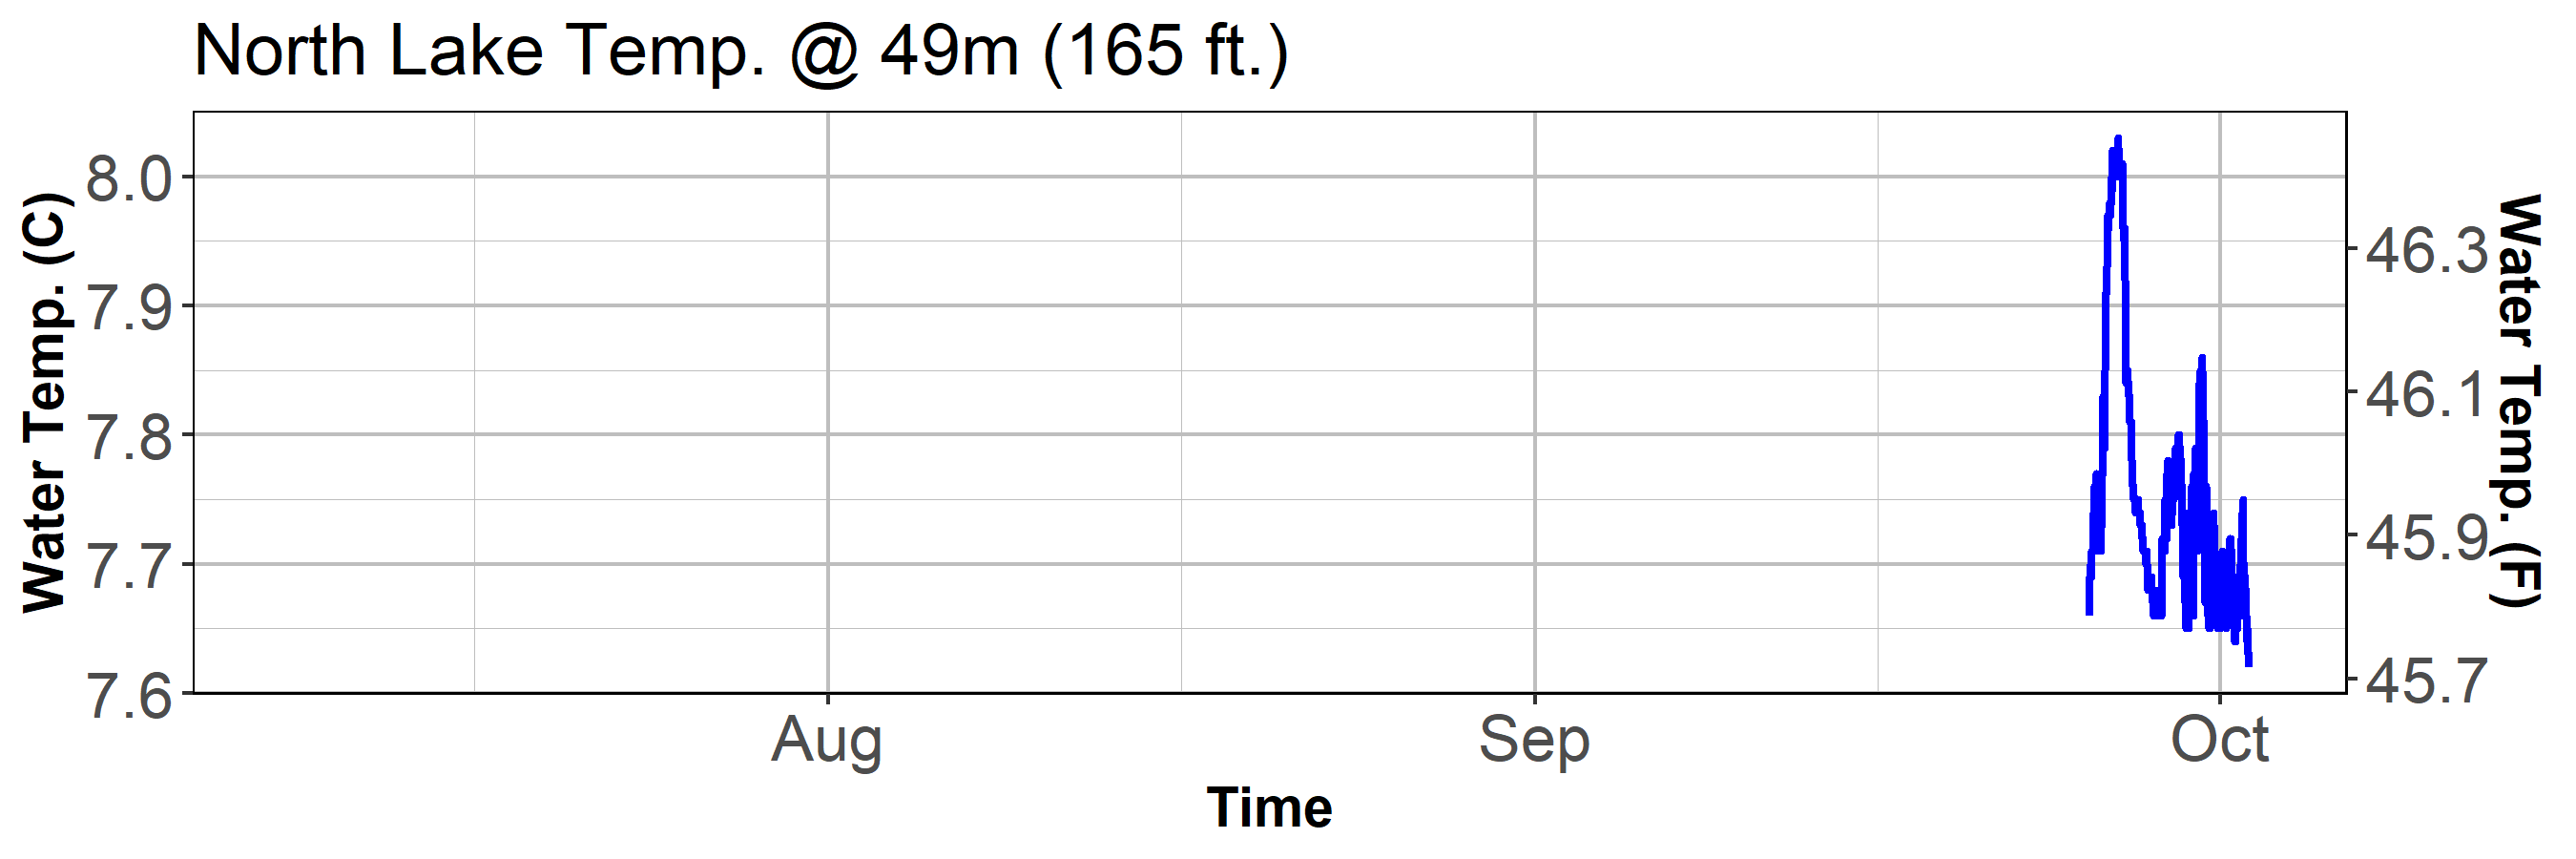 North Lake Temp. @ 49m (165 ft.)
Water Temp. (C)
8.0
7.9
7.8
7.7
7.6
46.3
46.1
45.9
45.7
Water Temp. (F)
Aug Sep Oct
Time